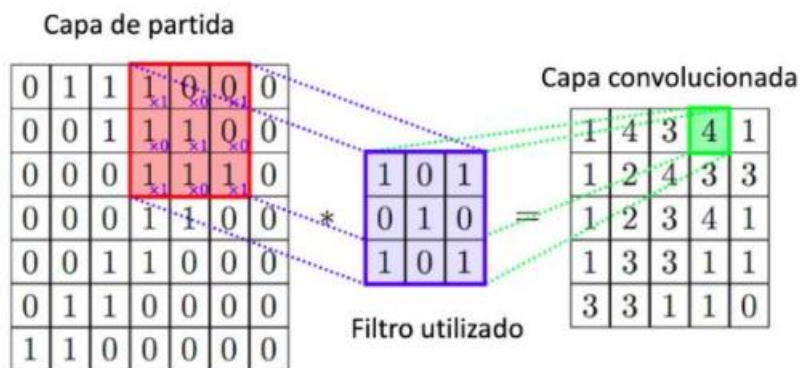 Capa de partida
Capa convolucionada
0 1 1 1 0 0 0
×1 ×0 ×1
0 0 1 1 1 0 0
×0 ×1 ×0
0 0 0 1 1 1 0
×1 ×0 ×1
0 0 0 1 1 0 0
0 0 1 1 0 0 0
0 1 1 0 0 0 0
1 1 0 0 0 0 0
*
1 0 1
0 1 0
1 0 1
=
1 4 3 4 1
1 2 4 3 3
1 2 3 4 1
1 3 3 1 1
3 3 1 1 0
Filtro utilizado